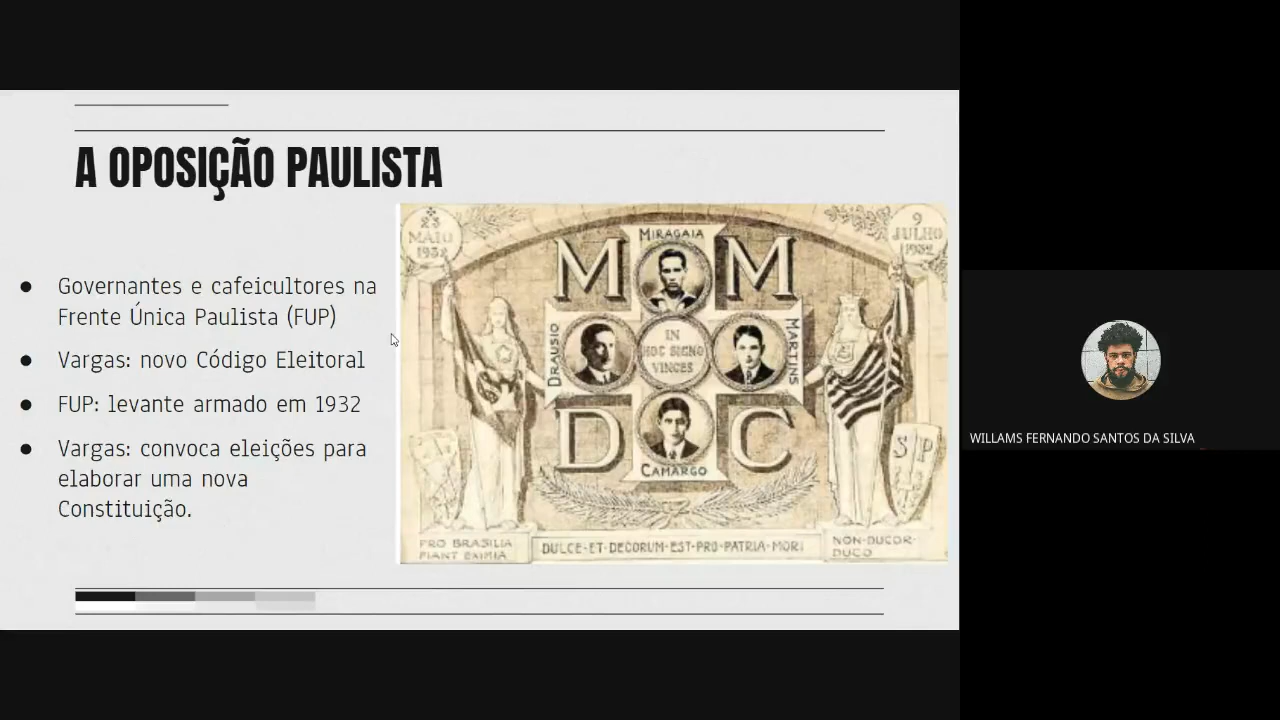 A OPOSIÇÃO PAULISTA
● Governantes e cafeicultores na
Frente Única Paulista (FUP)
● Vargas: novo Código Eleitoral
● FUP: levante armado em 1932
● Vargas: convoca eleições para
elaborar uma nova
Constituição.
23
MAIO
1932
9
JULHO
1932
M
MIRAGAIA
M
DRAUSIO
IN
HOC SIGNO
VINCES
MARTINS
D
CAMARGO
C
SP
PRO BRASILIA
FIANT EXIMIA
DULCE-ET-DECORUM-EST-PRO-PATRIA-MORI
NON-DUCOR-
DUCO
WILLAMS FERNANDO SANTOS DA SILVA